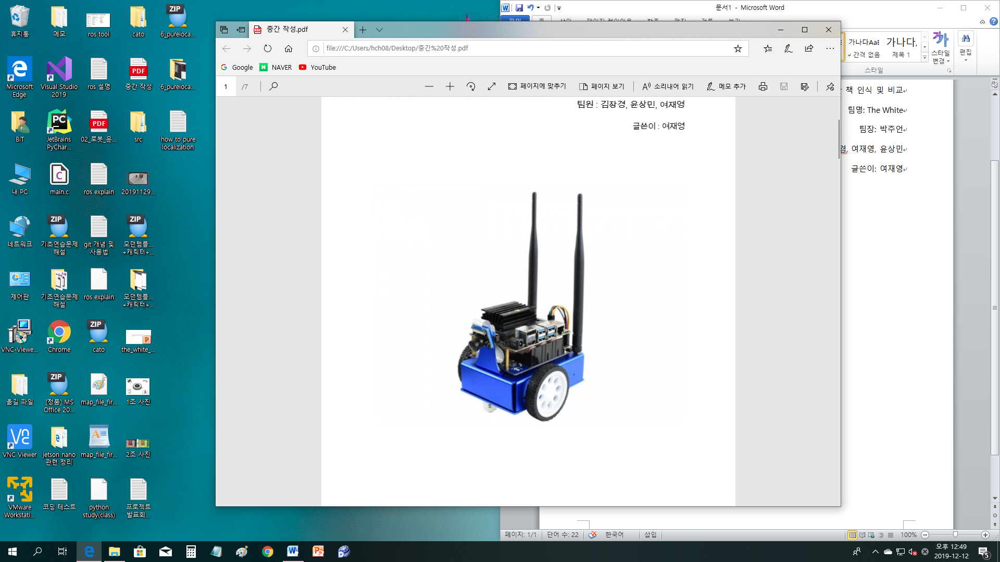 휴지통
메모
ros tool
cato
6_pureloca...
Microsoft Edge
Visual Studio 2019
ros 설명
중간 작성
6_pureloca...
BIT
JetBrains PyChar...
02_로봇_운...
src
how to pure localization
내 PC
main.c
ros explain
20191129...
네트워크
기초연습문제 해설
git 개념 및 사용법
모던템플... +캐릭터+...
제어판
기초연습문제 해설
ros explain
모던템플... +캐릭터+...
VNC-Viewe...
Chrome
cato
the_white_...
옮길 파일
[정품] MS Office 20...
map_file_fir...
1조 사진
VNC Viewer
jetson nano 관련 정리
map_file_fir...
2조 사진
VMware Workstati...
코딩 테스트
python study(class)
프로젝트 발표회...
중간 작성.pdf
file:///C:/Users/hch08/Desktop/중간%20작성.pdf
Google NAVER YouTube
1 /7 페이지에 맞추기 페이지 보기 소리내어 읽기 메모 추가
팀원 : 김장경, 윤상민, 여재영
글쓴이 : 여재영
문서1 - Microsoft Word
가나다AaB 가나다
간격 없음 제목 1
스타일 변경
편집
스타일
책 인식 및 비교
팀명: The White
팀장: 박주언
여재영, 윤상민
글쓴이: 여재영
페이지: 1/1 단어 수: 22 한국어 삽입 100%
오후 12:49
2019-12-12
5